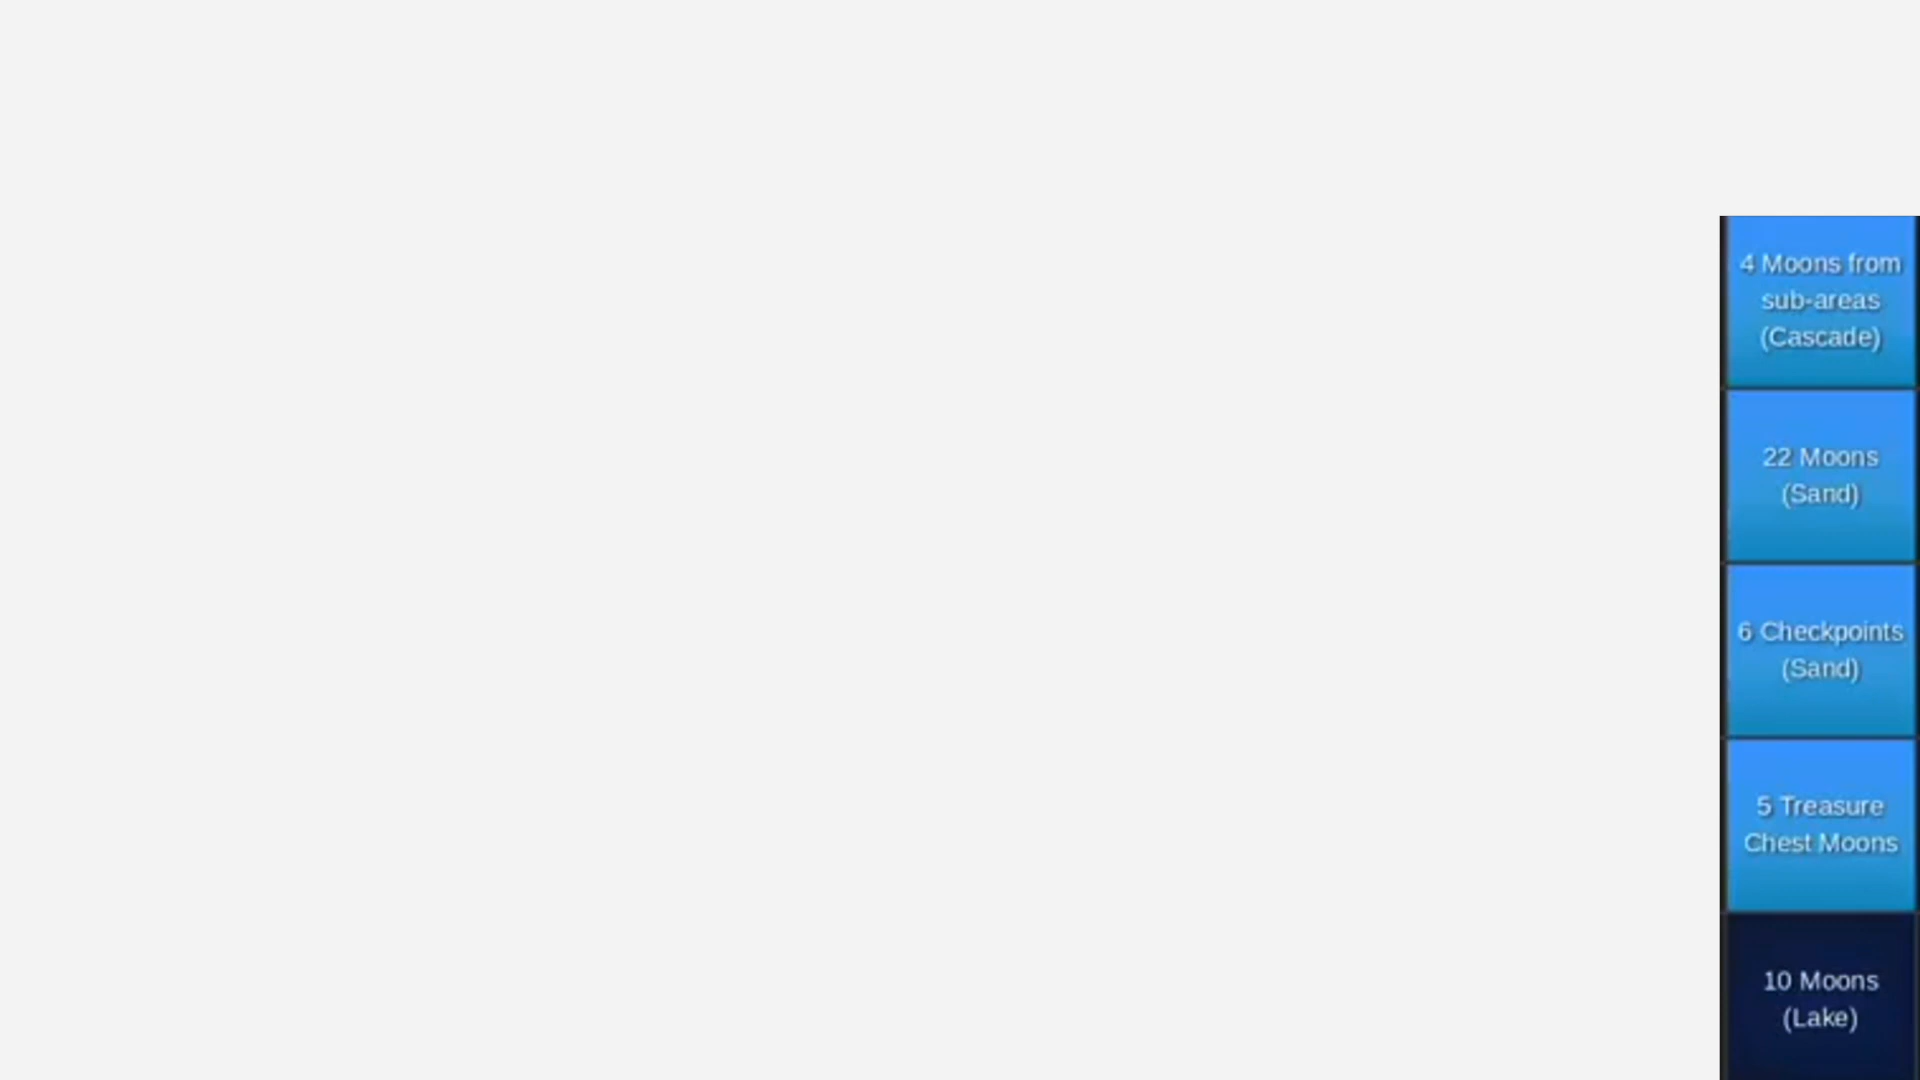 4 Moons from
sub-areas
(Cascade)
22 Moons
(Sand)
6 Checkpoints
(Sand)
5 Treasure
Chest Moons
10 Moons
(Lake)